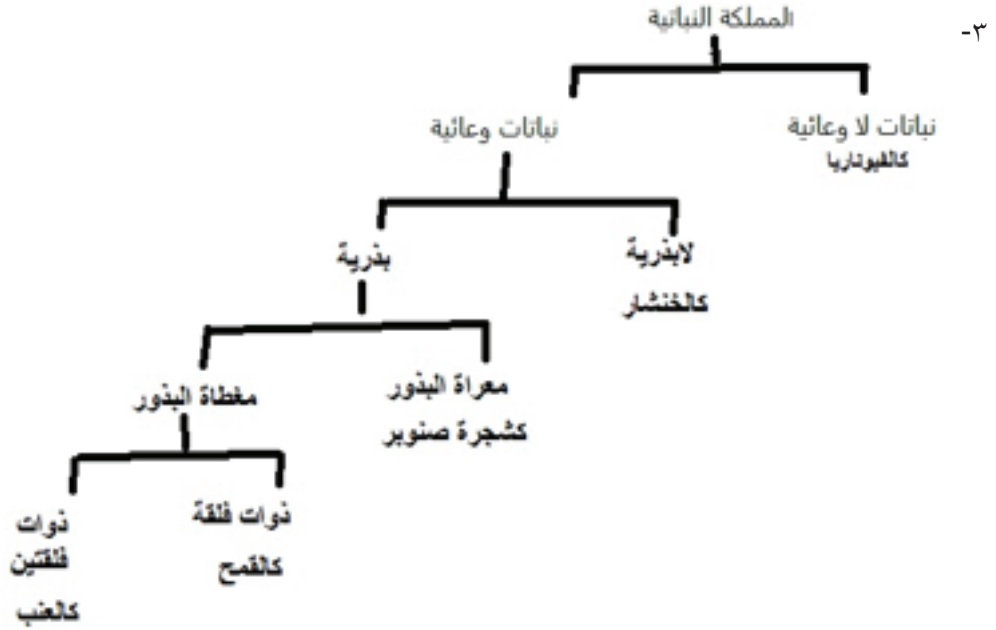 ٣-
المملكة النباتية
نباتات لا وعائية
كالفيوناريا
نباتات وعائية
لابذرية
كالخنشار
بذرية
معراة البذور
كشجرة صنوبر
مغطاة البذور
ذوات فلقة
كالقمح
ذوات
فلقتين
كالعنب